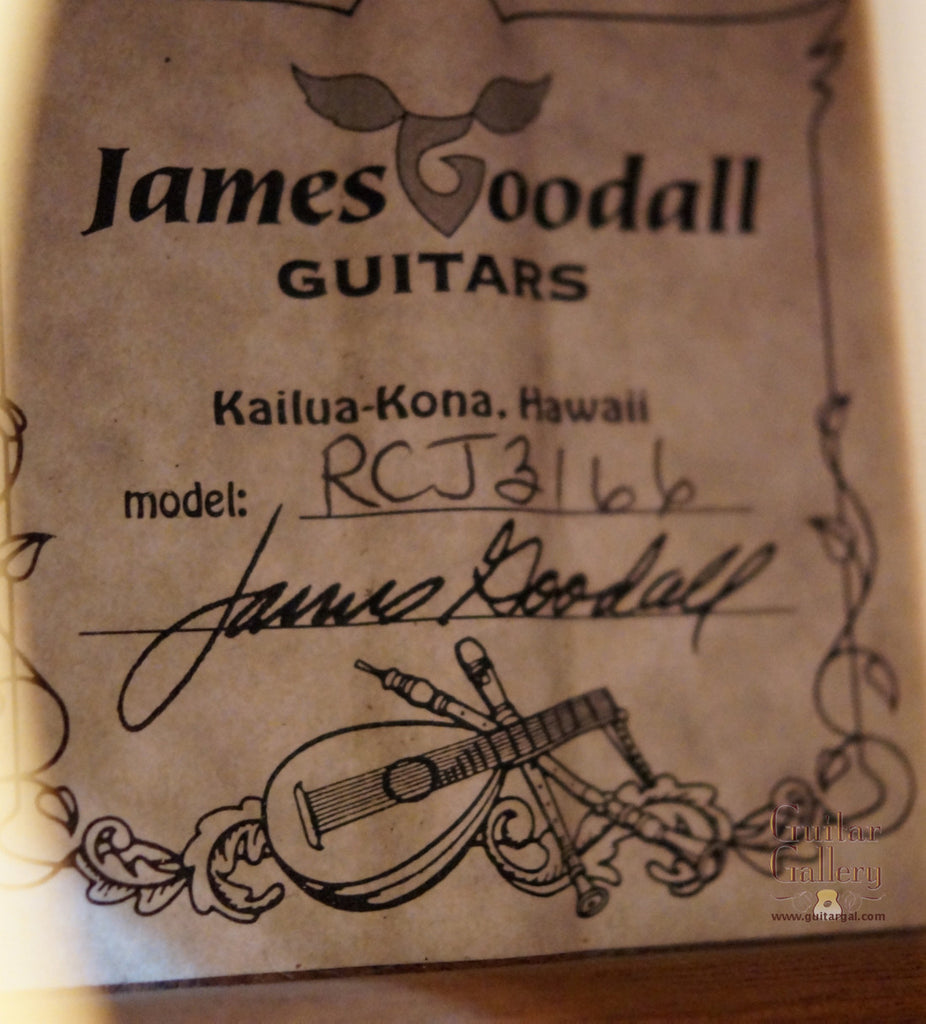 James Goodall
GUITARS
Kailua-Kona, Hawaii
model: RCJ3166
James Goodall
Guitar
Gallery
www.guitargal.com